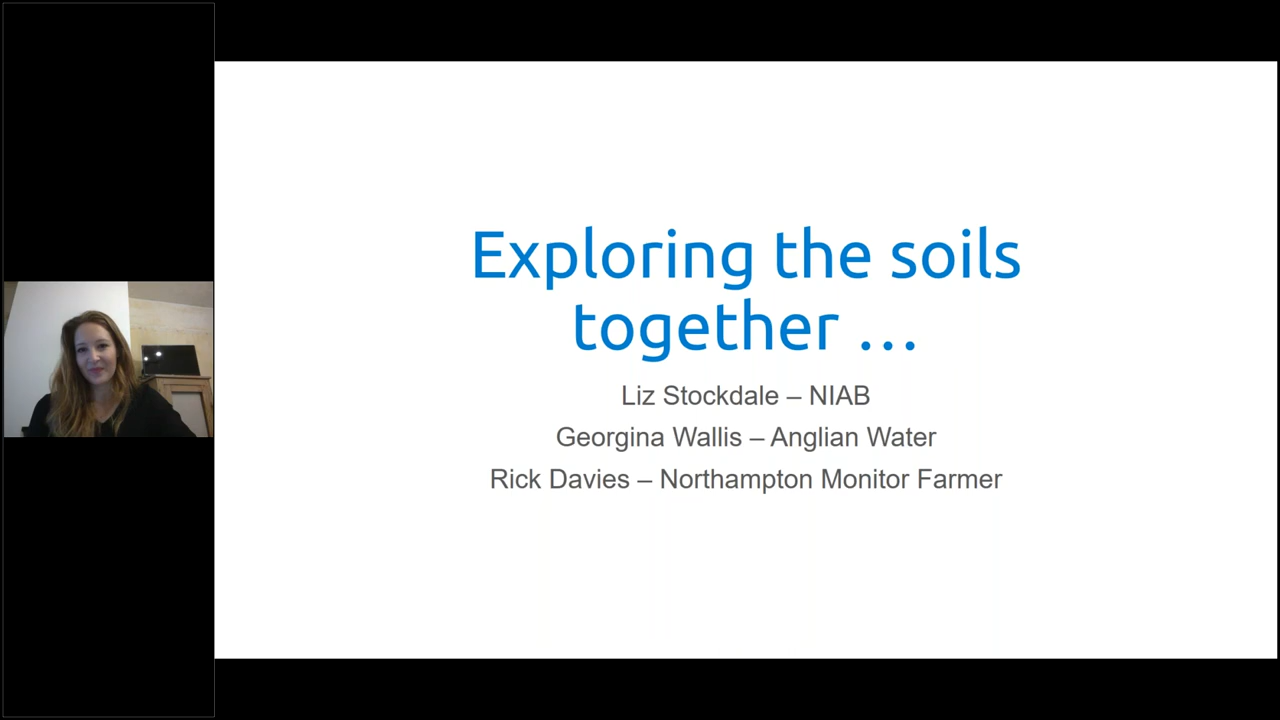 Exploring the soils
together …
Liz Stockdale – NIAB
Georgina Wallis – Anglian Water
Rick Davies – Northampton Monitor Farmer